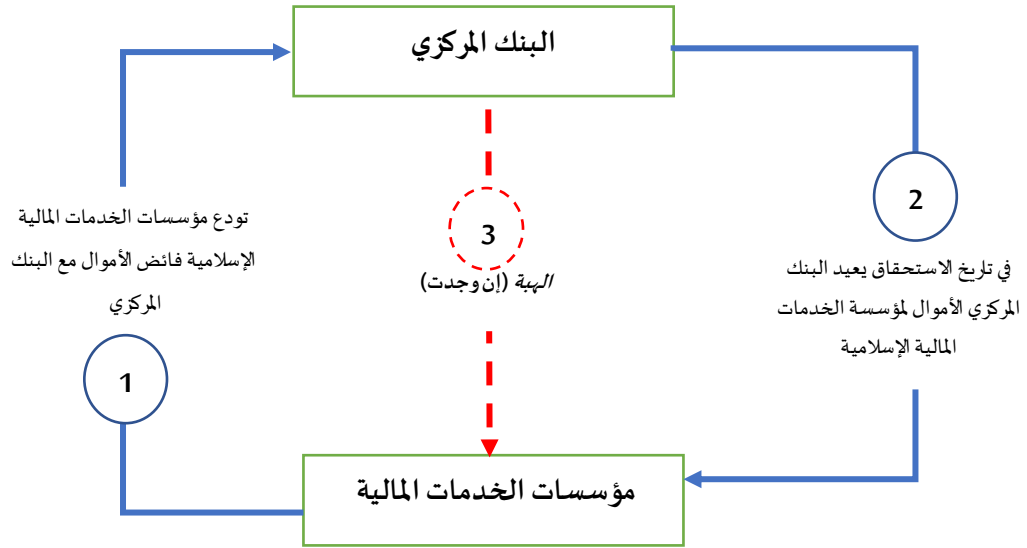 البنك المركزي
2
في تاريخ الاستحقاق يعيد البنك
المركزي الأموال لمؤسسة الخدمات
المالية الإسلامية
3
الهبة (إن وجدت)
تودع مؤسسات الخدمات المالية
الإسلامية فائض الأموال مع البنك
المركزي
1
مؤسسات الخدمات المالية